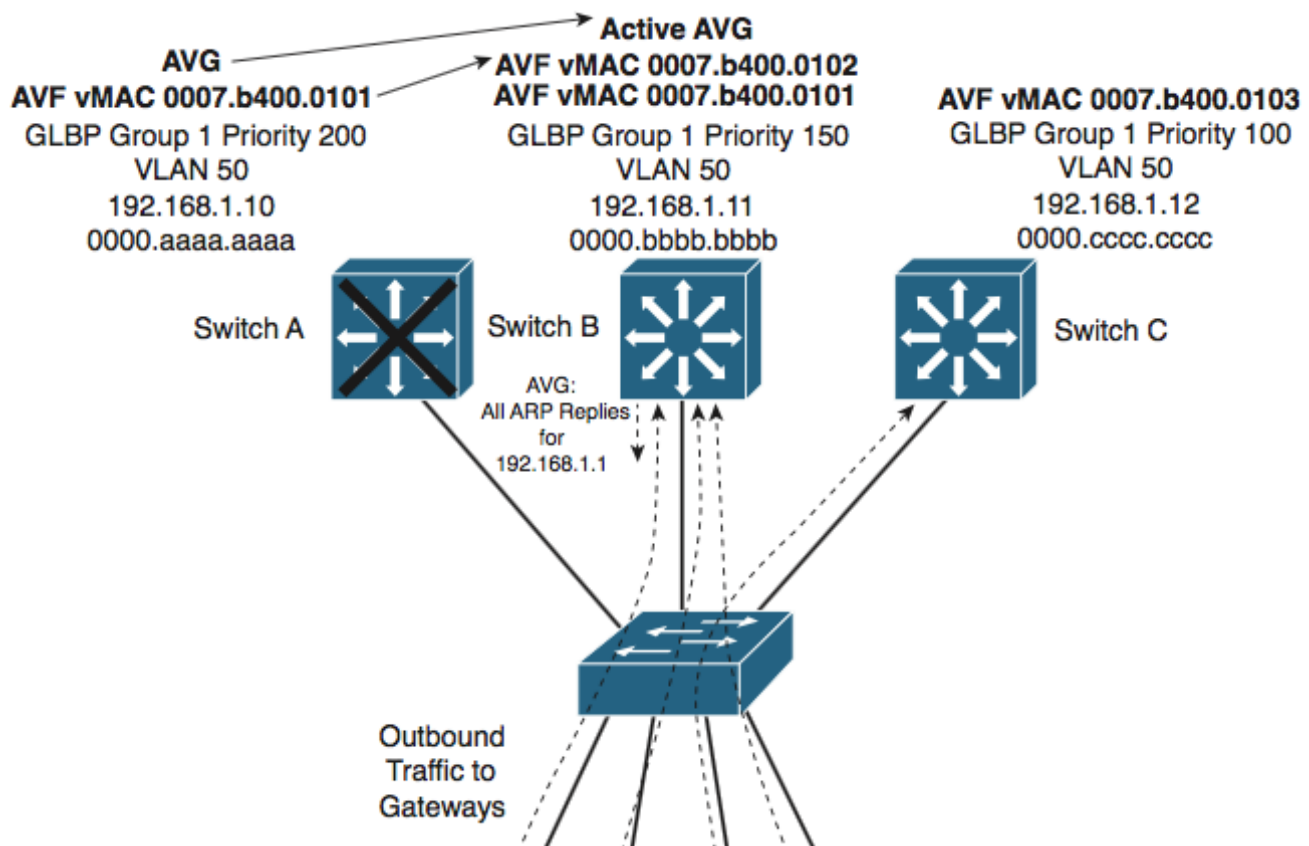 AVG
AVF vMAC 0007.b400.0101
GLBP Group 1 Priority 200
VLAN 50
192.168.1.10
0000.aaaa.aaaa
Active AVG
AVF vMAC 0007.b400.0102
AVF vMAC 0007.b400.0101
GLBP Group 1 Priority 150
VLAN 50
192.168.1.11
0000.bbbb.bbbb
AVF vMAC 0007.b400.0103
GLBP Group 1 Priority 100
VLAN 50
192.168.1.12
0000.cccc.cccc
Switch A
Switch B
Switch C
AVG:
All ARP Replies
for
192.168.1.1
Outbound
Traffic to
Gateways